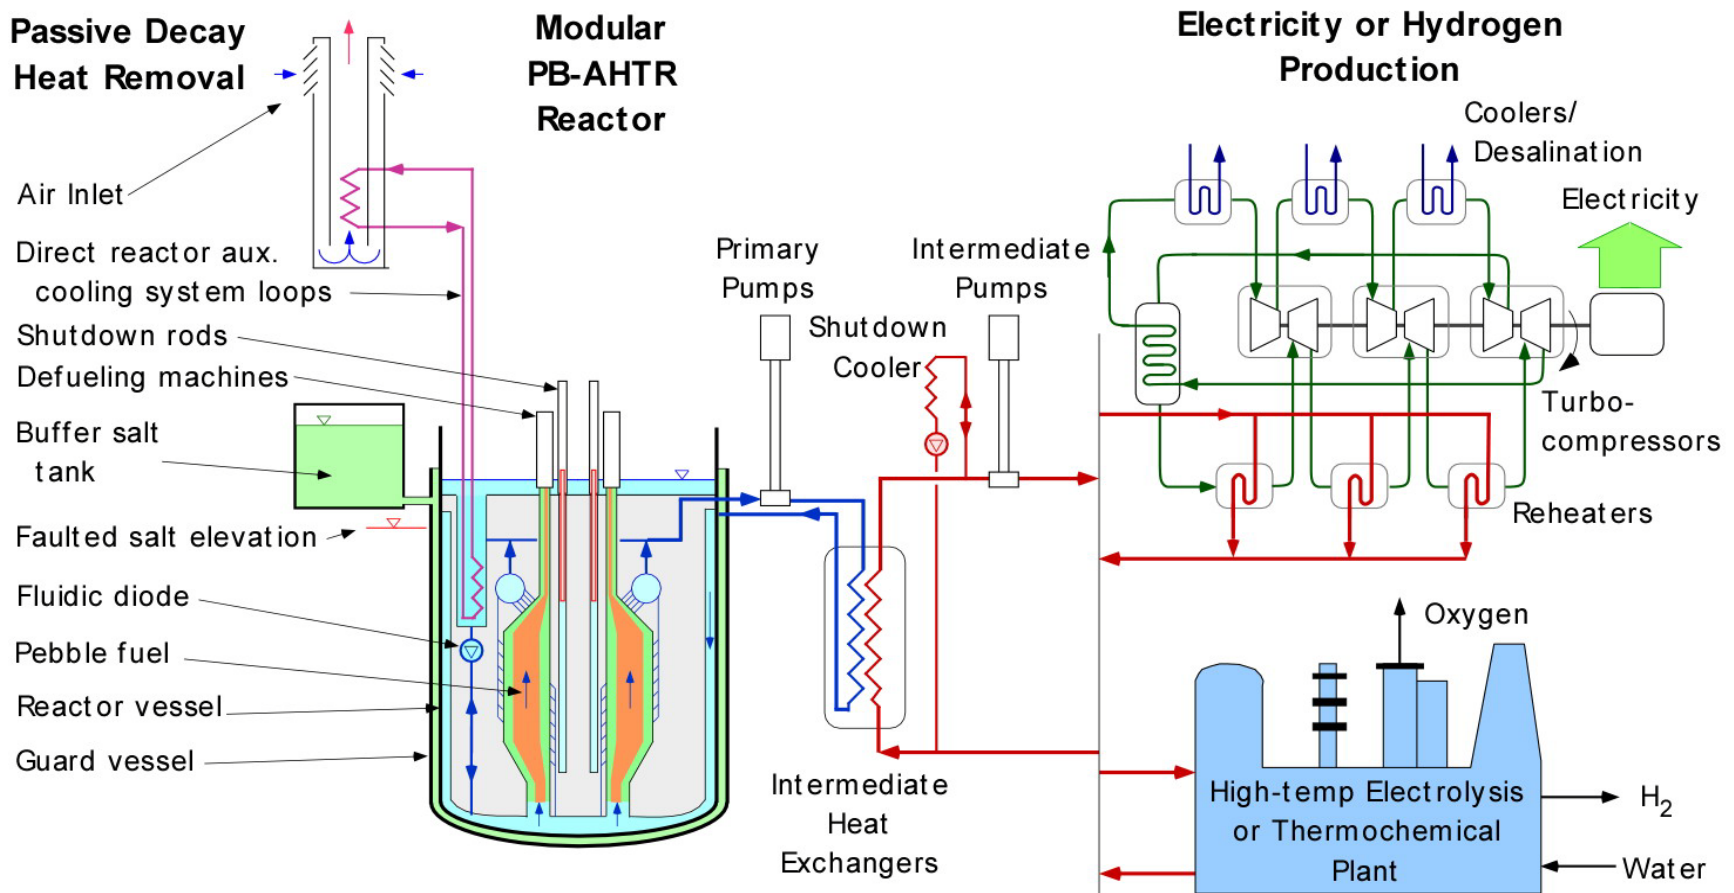 Passive Decay
Heat Removal
Modular
PB-AHTR
Reactor
Electricity or Hydrogen
Production
Air Inlet
Direct reactor aux.
cooling system loops
Shutdown rods
Defueling machines
Buffer salt
tank
Faulted salt elevation
Fluidic diode
Pebble fuel
Reactor vessel
Guard vessel
Primary
Pumps
Intermediate
Pumps
Shutdown
Cooler
Intermediate
Heat
Exchangers
Coolers/
Desalination
Electricity
Turbo-
compressors
Reheaters
Oxygen
High-temp Electrolysis
or Thermochemical
Plant
H2
Water